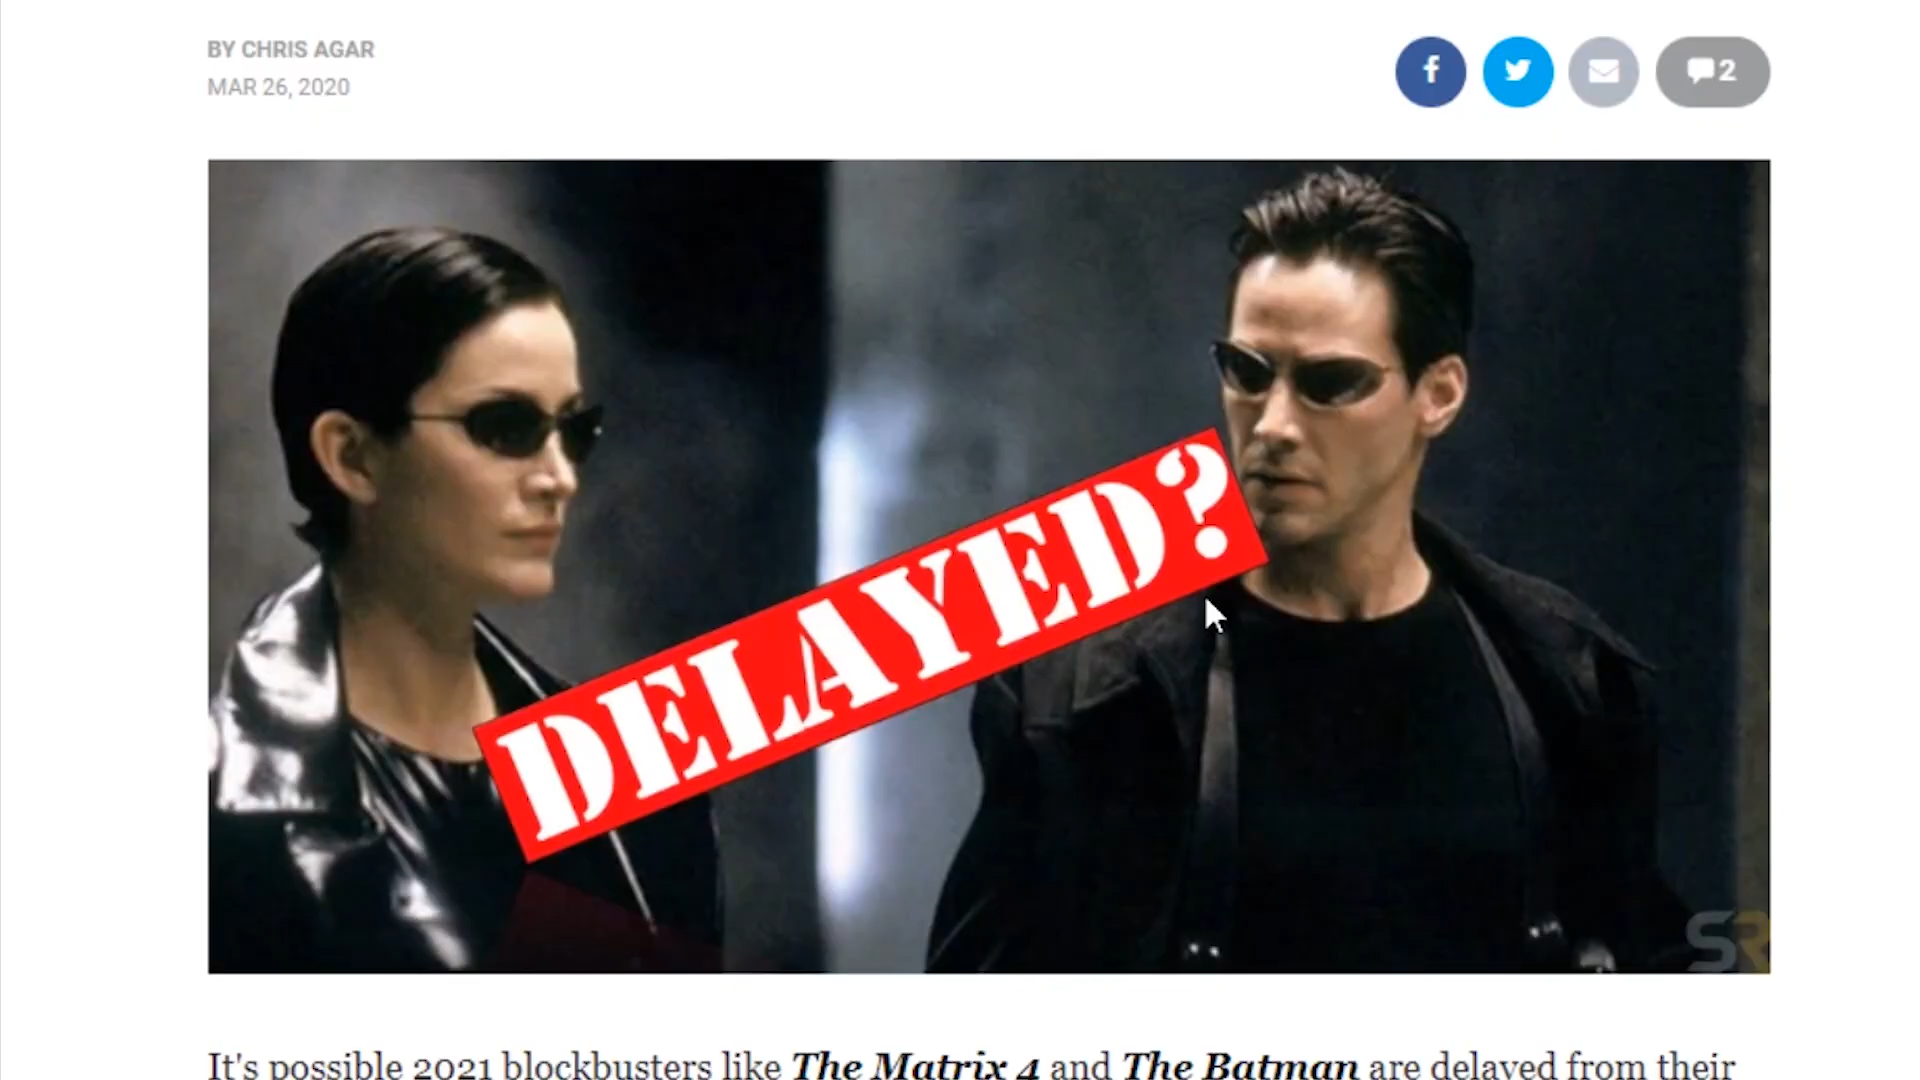 BY CHRIS AGAR
MAR 26, 2020
f
2
DELAYED?
SR
It's possible 2021 blockbusters like The Matrix 4 and The Batman are delayed from their